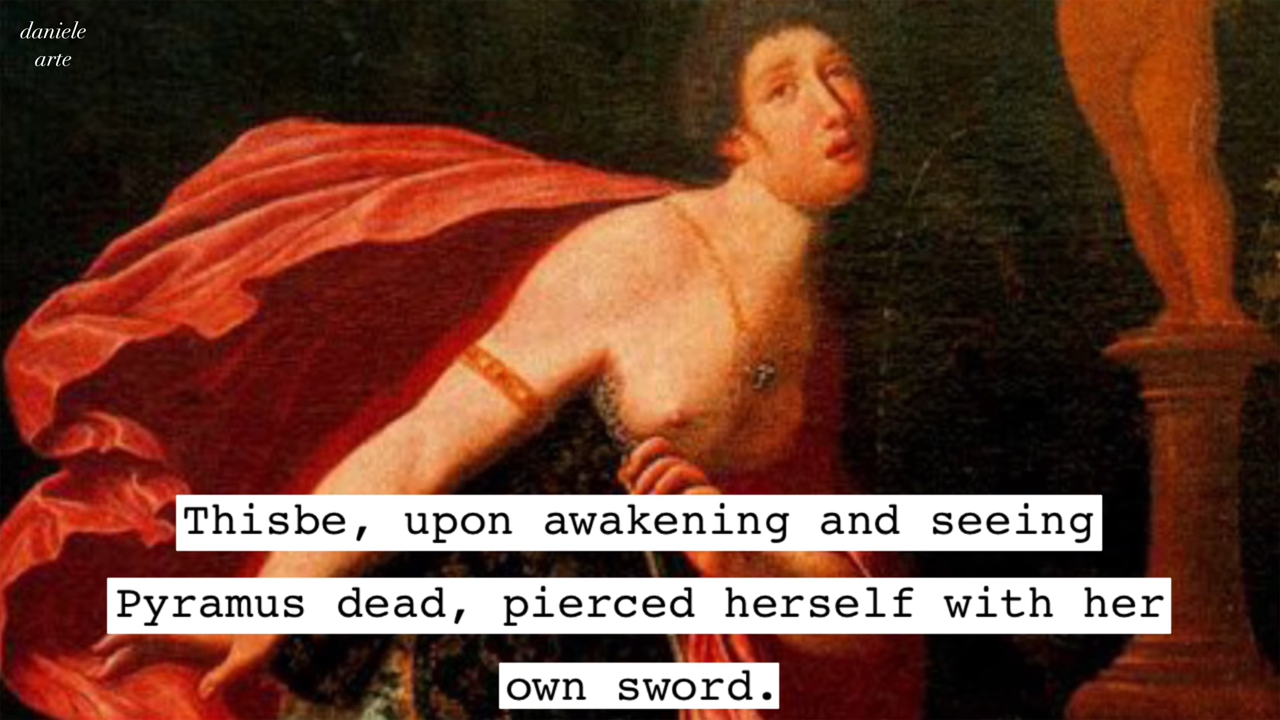 daniele
arte
Thisbe, upon awakening and seeing
Pyramus dead, pierced herself with her
own sword.